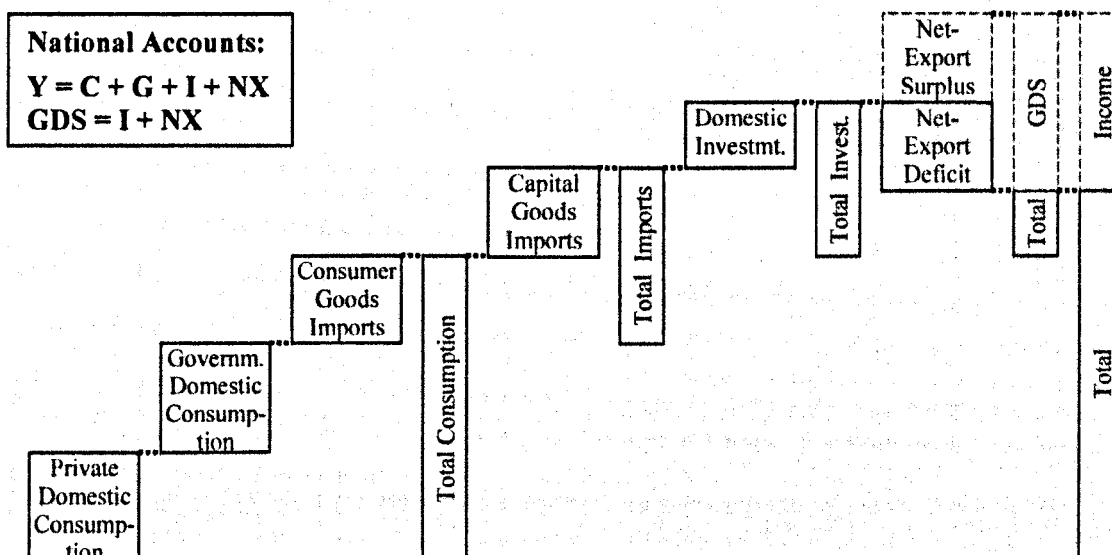 National Accounts:
Y = C + G + I + NX
GDS = I + NX
Net-
Export
Surplus
GDS
Income
Net-
Export
Deficit
Domestic
Investmt.
Total Invest.
Total
Capital
Goods
Imports
Total Imports
Consumer
Goods
Imports
Total Consumption
Total
Governm.
Domestic
Consump-
tion
Private
Domestic
Consump-
tion